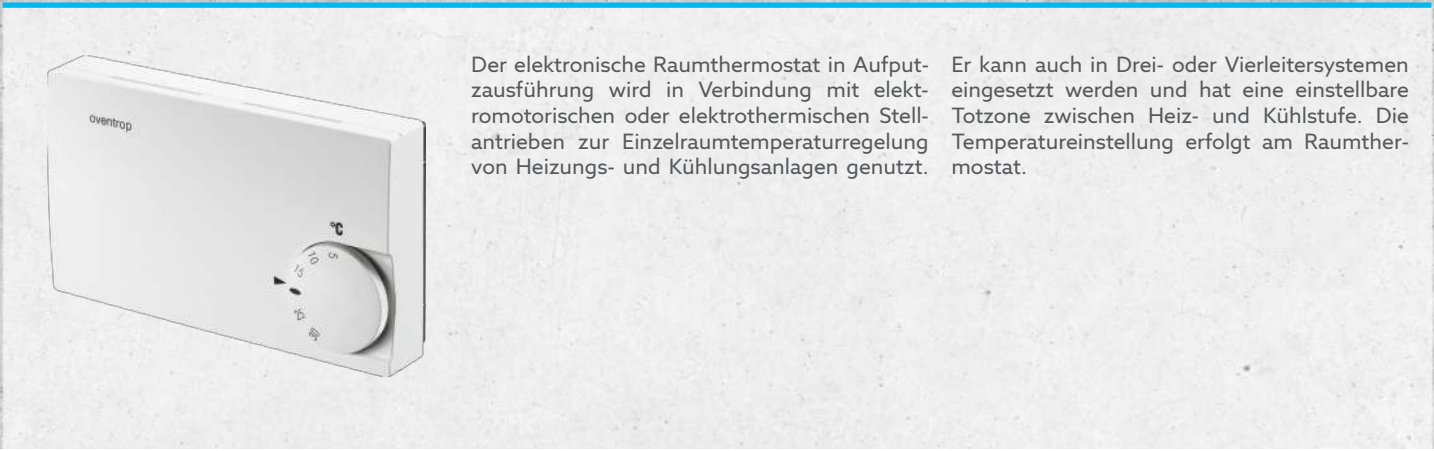 oventrop
°C
5
10
15
Der elektronische Raumthermostat in Aufput-
zausführung wird in Verbindung mit elekt-
romotorischen oder elektrothermischen Stell-
antrieben zur Einzelraumtemperaturregelung
von Heizungs- und Kühlungsanlagen genutzt.
Er kann auch in Drei- oder Vierleitersystemen
eingesetzt werden und hat eine einstellbare
Totzone zwischen Heiz- und Kühlstufe. Die
Temperatureinstellung erfolgt am Raumther-
mostat.